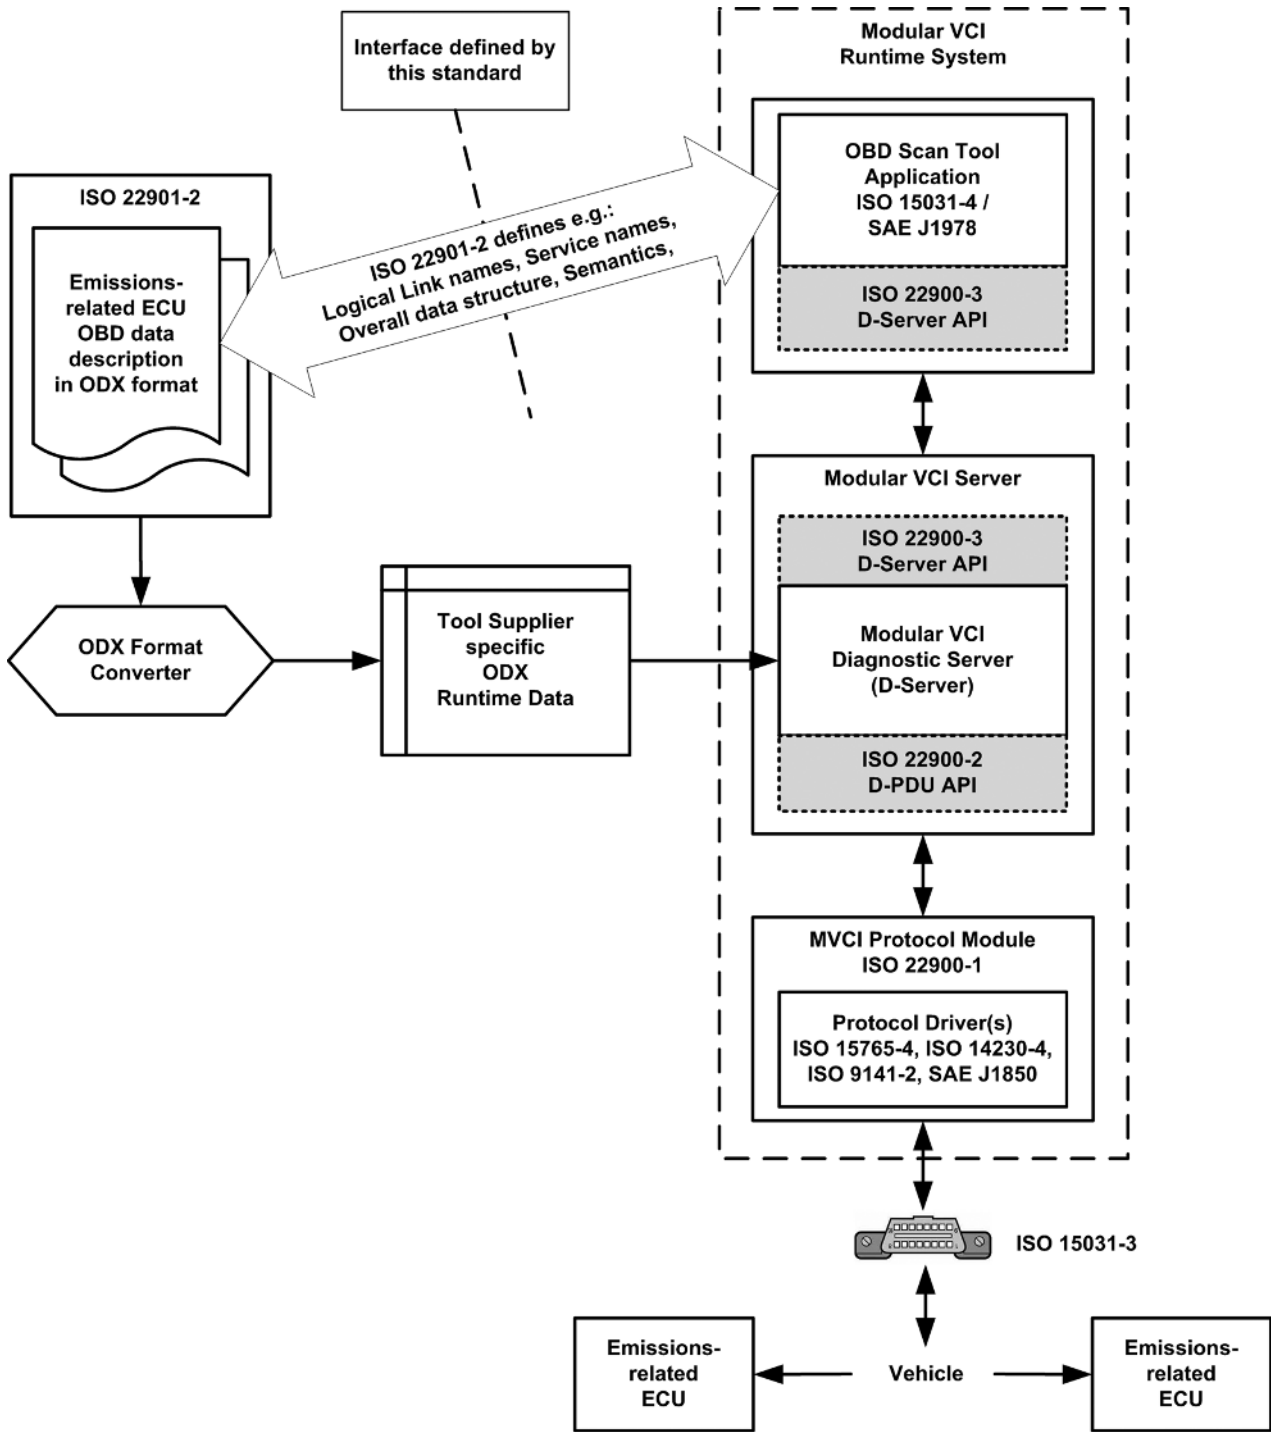 Interface defined by
this standard
Modular VCI
Runtime System
OBD Scan Tool
Application
ISO 15031-4 /
SAE J1978
ISO 22900-3
D-Server API
ISO 22901-2
Emissions-
related ECU
OBD data
description
in ODX format
ISO 22901-2 defines e.g.:
Logical Link names, Service names,
Overall data structure, Semantics,
Modular VCI Server
ISO 22900-3
D-Server API
Modular VCI
Diagnostic Server
(D-Server)
ISO 22900-2
D-PDU API
ODX Format
Converter
Tool Supplier
specific
ODX
Runtime Data
MVCI Protocol Module
ISO 22900-1
Protocol Driver(s)
ISO 15765-4, ISO 14230-4,
ISO 9141-2, SAE J1850
ISO 15031-3
Emissions-
related
ECU
Vehicle
Emissions-
related
ECU